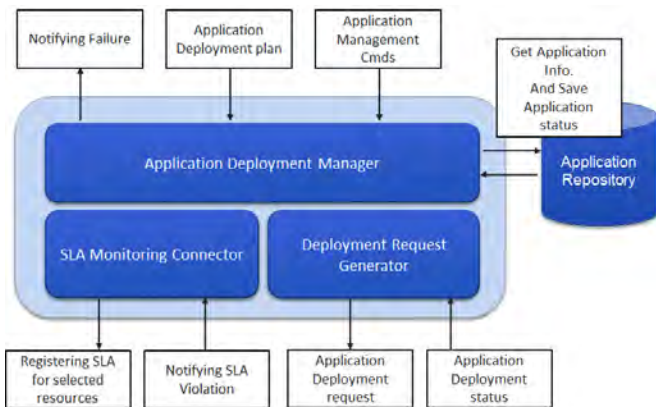 Notifying Failure
Application
Deployment plan
Application
Management
Cmds
Get Application
Info.
And Save
Application
status
Application Deployment Manager
Application
Repository
SLA Monitoring Connector
Deployment Request
Generator
Registering SLA
for selected
resources
Notifying SLA
Violation
Application
Deployment
request
Application
Deployment
status